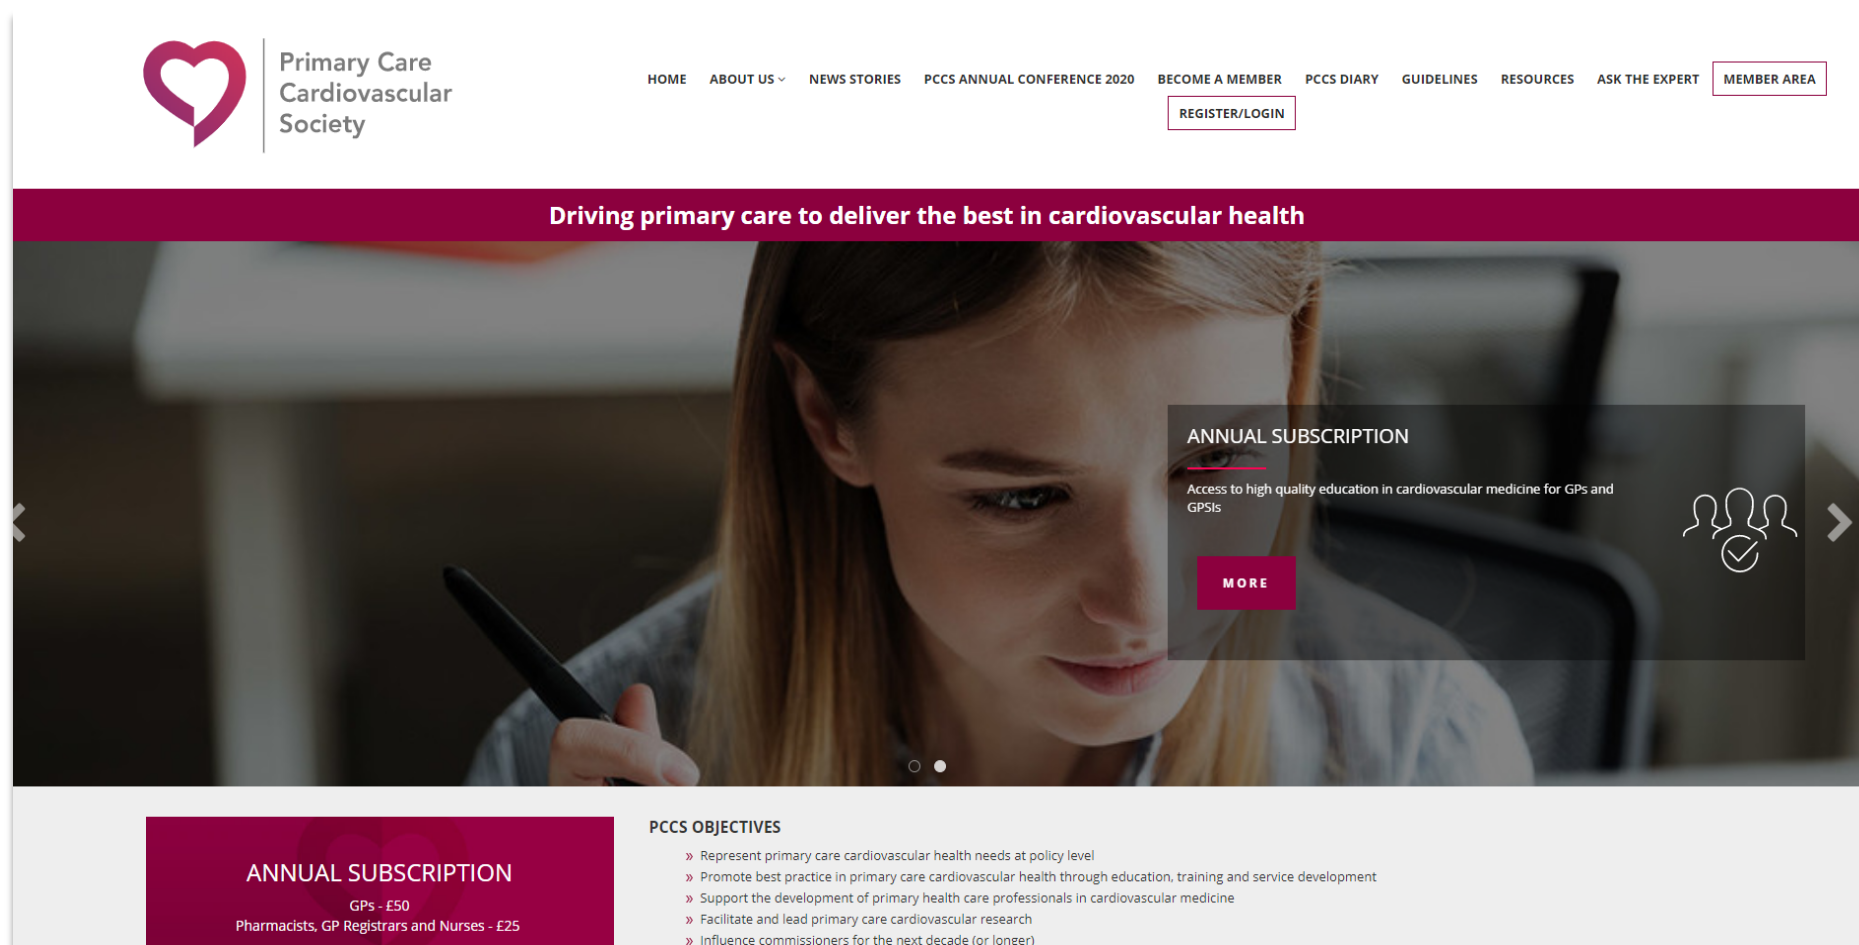 Primary Care
Cardiovascular
Society
HOME ABOUT US NEWS STORIES PCCS ANNUAL CONFERENCE 2020 BECOME A MEMBER PCCS DIARY GUIDELINES RESOURCES ASK THE EXPERT MEMBER AREA
REGISTER/LOGIN
Driving primary care to deliver the best in cardiovascular health
ANNUAL SUBSCRIPTION
Access to high quality education in cardiovascular medicine for GPs and
GPSIs
MORE
ANNUAL SUBSCRIPTION
GPs - £50
Pharmacists, GP Registrars and Nurses - £25
PCCS OBJECTIVES
» Represent primary care cardiovascular health needs at policy level
» Promote best practice in primary care cardiovascular health through education, training and service development
» Support the development of primary health care professionals in cardiovascular medicine
» Facilitate and lead primary care cardiovascular research
» Influence commissioners for the next decade (or longer)